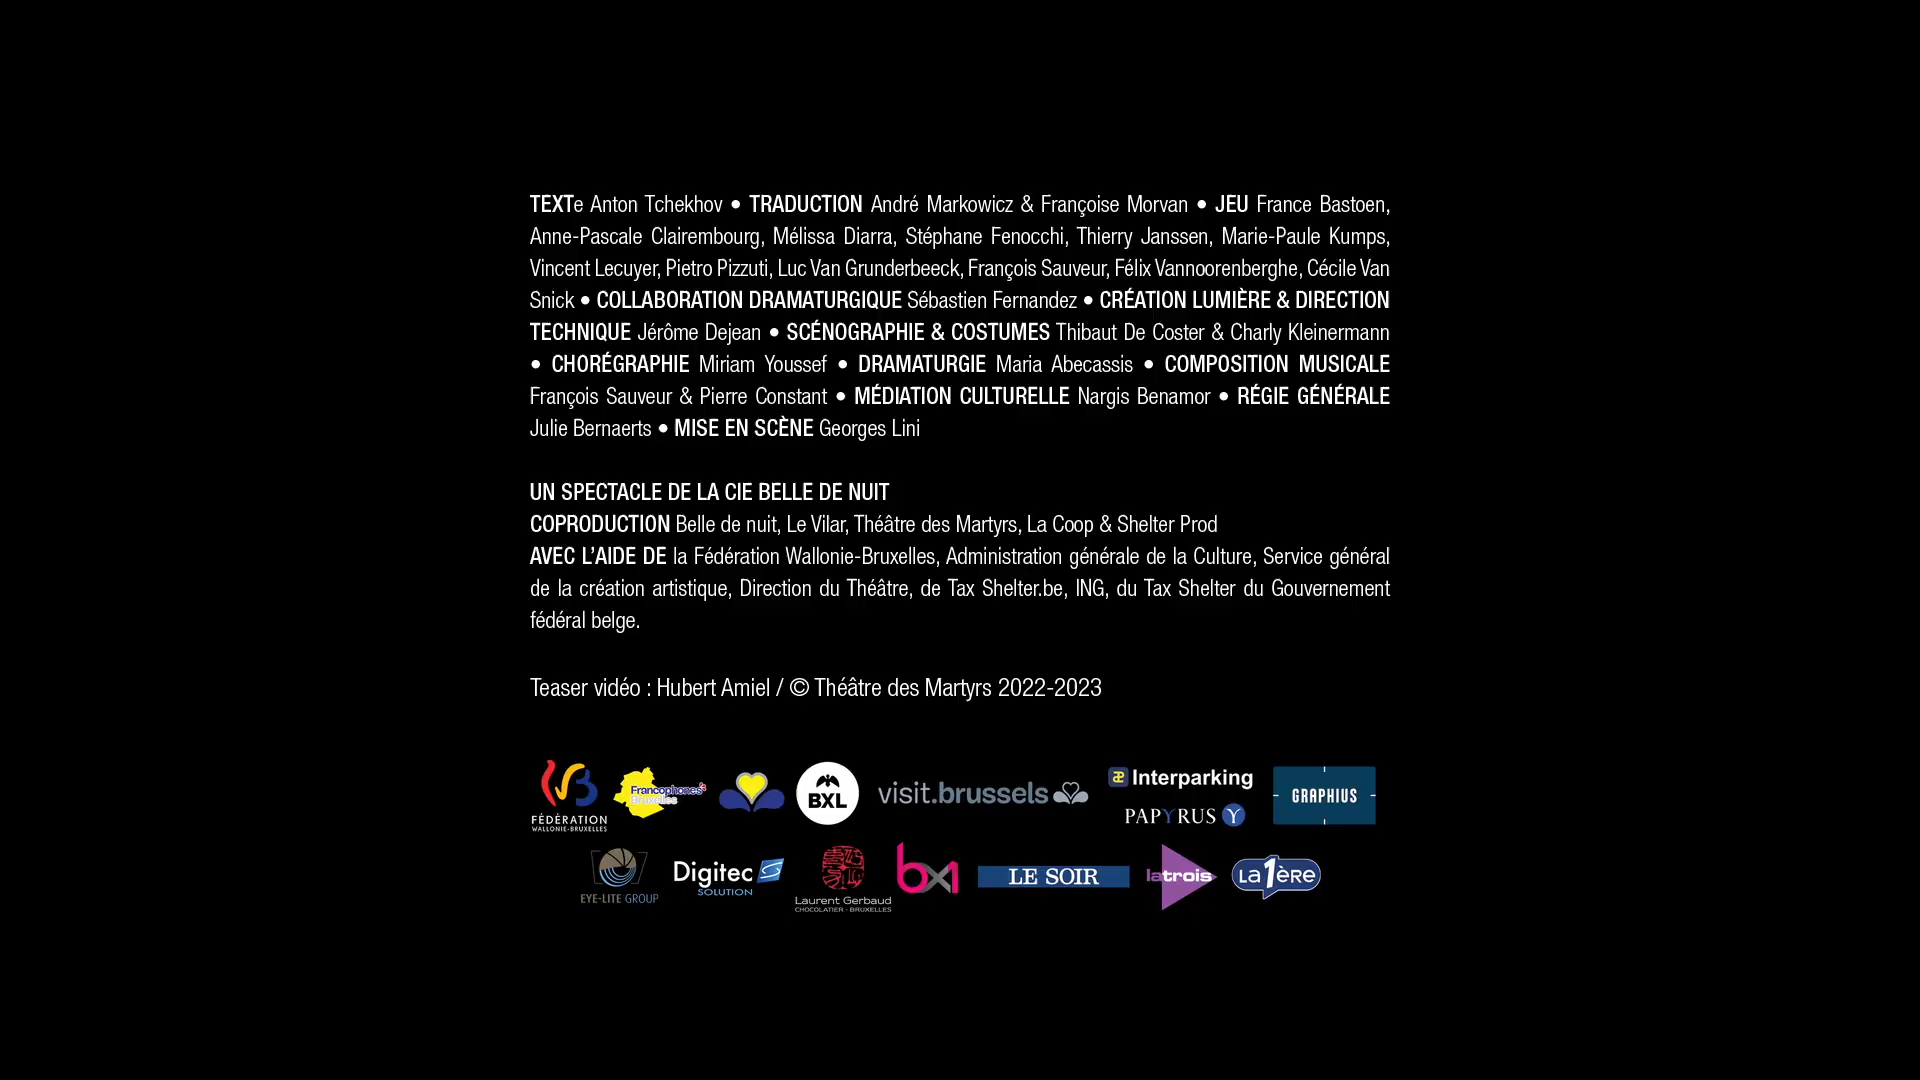 TEXTe Anton Tchekhov • TRADUCTION André Markowicz & Françoise Morvan • JEU France Bastoen,
Anne-Pascale Clairembourg, Mélissa Diarra, Stéphane Fenocchi, Thierry Janssen, Marie-Paule Kumps,
Vincent Lecuyer, Pietro Pizzuti, Luc Van Grunderbeeck, François Sauveur, Félix Vannoorenberghe, Cécile Van
Snick • COLLABORATION DRAMATURGIQUE Sébastien Fernandez • CRÉATION LUMIÈRE & DIRECTION
TECHNIQUE Jérôme Dejean • SCÉNOGRAPHIE & COSTUMES Thibaut De Coster & Charly Kleinermann
• CHORÉGRAPHIE Miriam Youssef • DRAMATURGIE Maria Abecassis • COMPOSITION MUSICALE
François Sauveur & Pierre Constant • MÉDIATION CULTURELLE Nargis Benamor • RÉGIE GÉNÉRALE
Julie Bernaerts • MISE EN SCÈNE Georges Lini
UN SPECTACLE DE LA CIE BELLE DE NUIT
COPRODUCTION Belle de nuit, Le Vilar, Théâtre des Martyrs, La Coop & Shelter Prod
AVEC L'AIDE DE la Fédération Wallonie-Bruxelles, Administration générale de la Culture, Service général
de la création artistique, Direction du Théâtre, de Tax Shelter.be, ING, du Tax Shelter du Gouvernement
fédéral belge.
Teaser vidéo : Hubert Amiel / © Théâtre des Martyrs 2022-2023
FÉDÉRATION
WALLONIE-BRUXELLES
Francophones
Bruxelles
BXL
visit.brussels
Interparking
PAPYRUS
GRAPHIUS
EYE-LITE GROUP
Digitec
SOLUTION
Laurent Gerbaud
CHOCOLATIER - BRUXELLES
bx1
LE SOIR
latrois
LA 1ÈRE